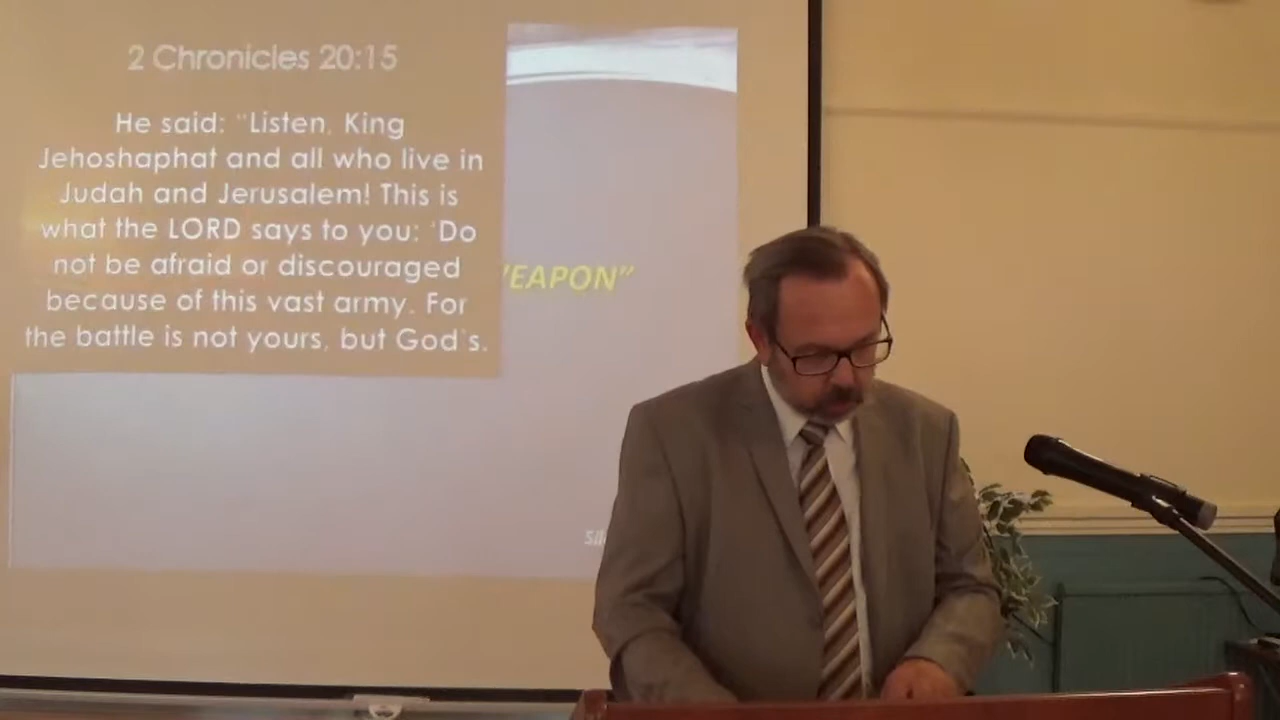 2 Chronicles 20:15
He said: "Listen, King
Jehoshaphat and all who live in
Judah and Jerusalem! This is
what the LORD says to you: 'Do
not be afraid or discouraged
because of this vast army. For
the battle is not yours, but God's.
EAPON"